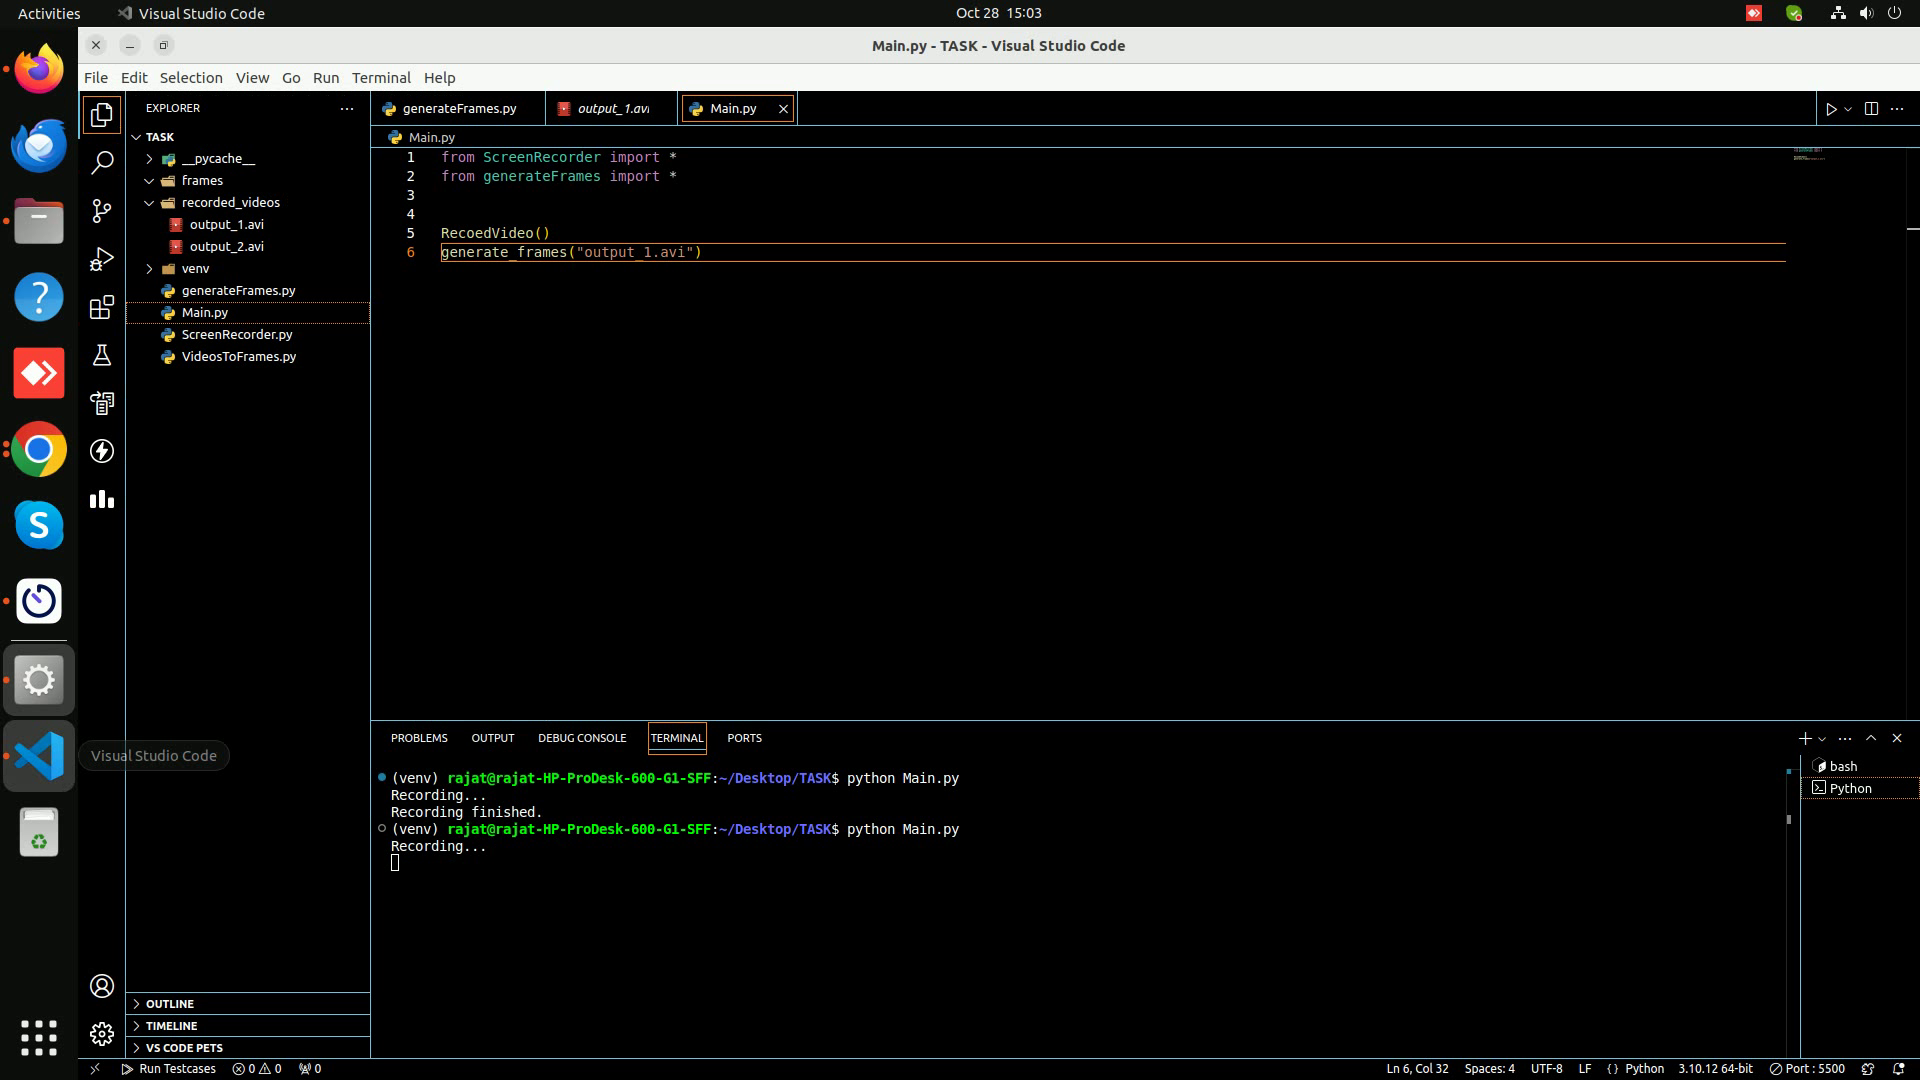 Activities
Visual Studio Code
Oct 28 15:03
Main.py - TASK - Visual Studio Code
File Edit Selection View Go Run Terminal Help
EXPLORER
TASK
__pycache__
frames
recorded_videos
output_1.avi
output_2.avi
venv
generateFrames.py
Main.py
ScreenRecorder.py
VideosToFrames.py
OUTLINE
TIMELINE
VS CODE PETS
generateFrames.py
output_1.avi
Main.py
Main.py
1 from ScreenRecorder import *
2 from generateFrames import *
3
4
5 RecoedVideo()
6 generate_frames("output_1.avi")
PROBLEMS OUTPUT DEBUG CONSOLE TERMINAL PORTS
(venv) rajat@rajat-HP-ProDesk-600-G1-SFF:~/Desktop/TASK$ python Main.py
Recording...
Recording finished.
(venv) rajat@rajat-HP-ProDesk-600-G1-SFF:~/Desktop/TASK$ python Main.py
Recording...
bash
Python
Visual Studio Code
Run Testcases
0 0
0
Ln 6, Col 32
Spaces: 4
UTF-8
LF
{} Python
3.10.12 64-bit
Port : 5500